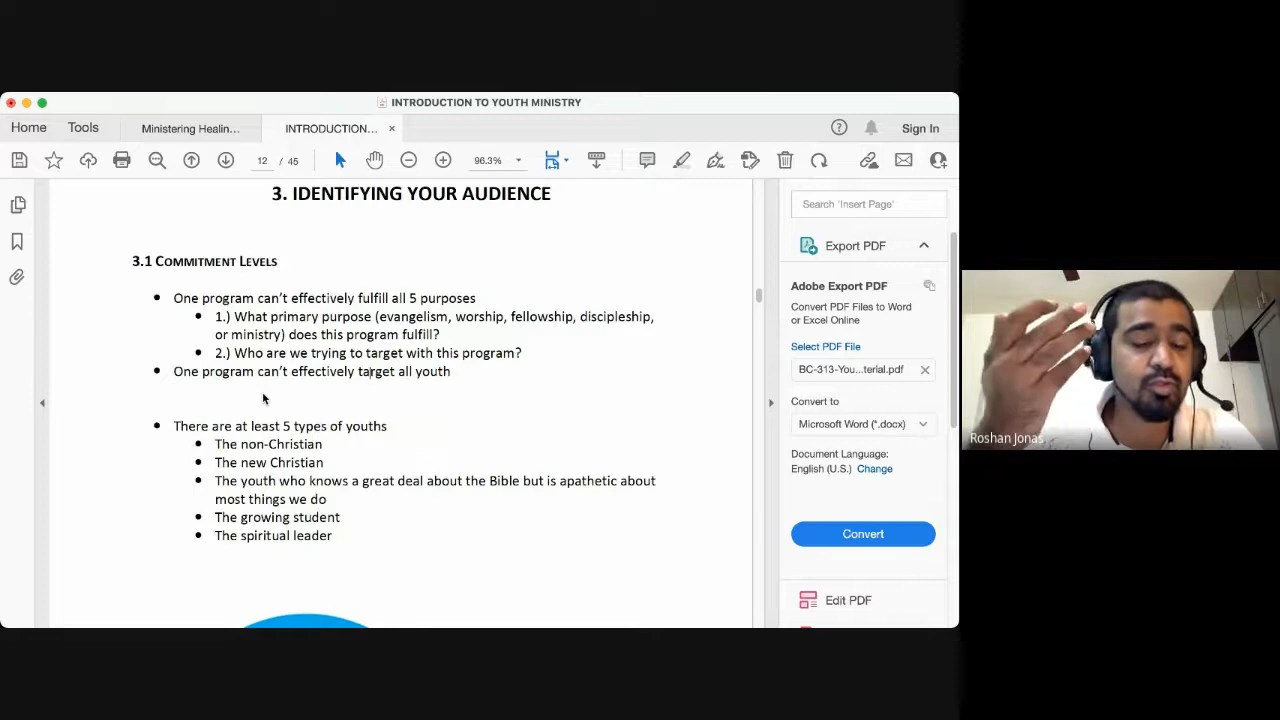 INTRODUCTION TO YOUTH MINISTRY
Home
Tools
Ministering Healin...
INTRODUCTION...
Sign In
12 / 45
96.3%
3. IDENTIFYING YOUR AUDIENCE
3.1 COMMITMENT LEVELS
One program can't effectively fulfill all 5 purposes
1.) What primary purpose (evangelism, worship, fellowship, discipleship,
or ministry) does this program fulfill?
2.) Who are we trying to target with this program?
One program can't effectively target all youth
There are at least 5 types of youths
The non-Christian
The new Christian
The youth who knows a great deal about the Bible but is apathetic about
most things we do
The growing student
The spiritual leader
Search 'Insert Page'
Export PDF
Adobe Export PDF
Convert PDF Files to Word
or Excel Online
Select PDF File
BC-313-You...terial.pdf
Convert to
Microsoft Word (*.docx)
Document Language:
English (U.S.) Change
Convert
Edit PDF
Roshan Jonas